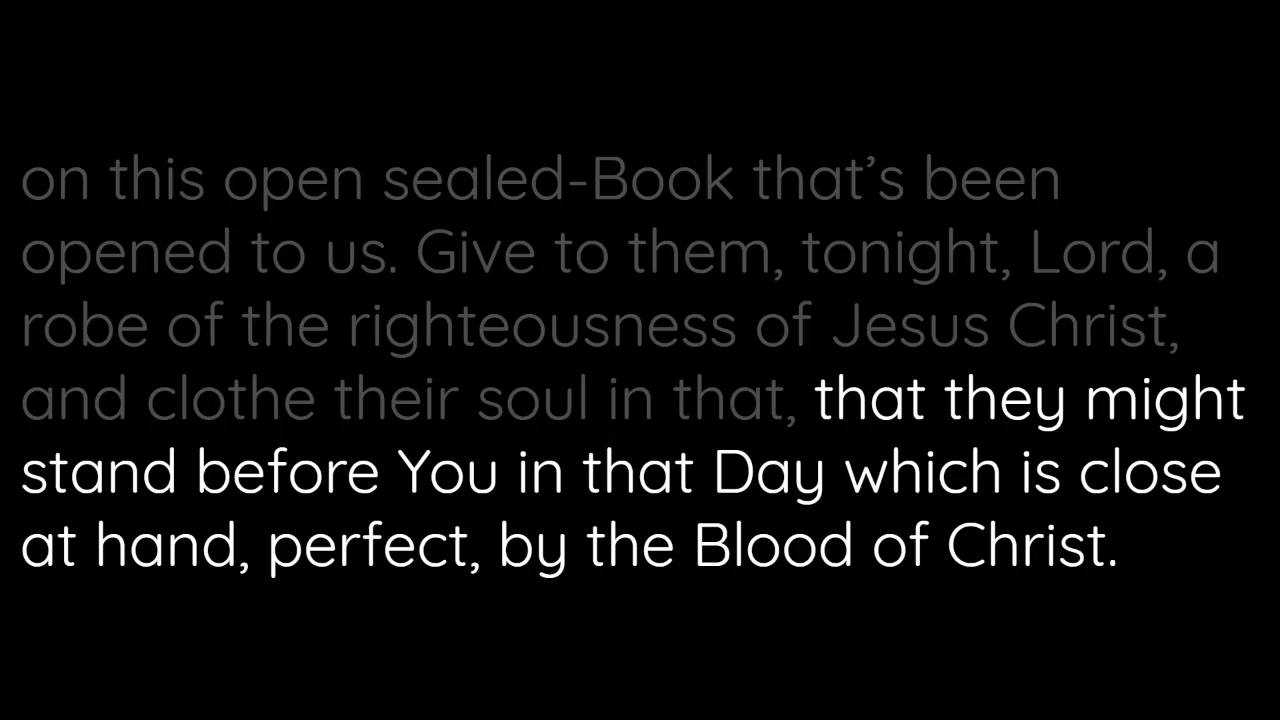 on this open sealed-Book that’s been
opened to us. Give to them, tonight, Lord, a
robe of the righteousness of Jesus Christ,
and clothe their soul in that, that they might
stand before You in that Day which is close
at hand, perfect, by the Blood of Christ.